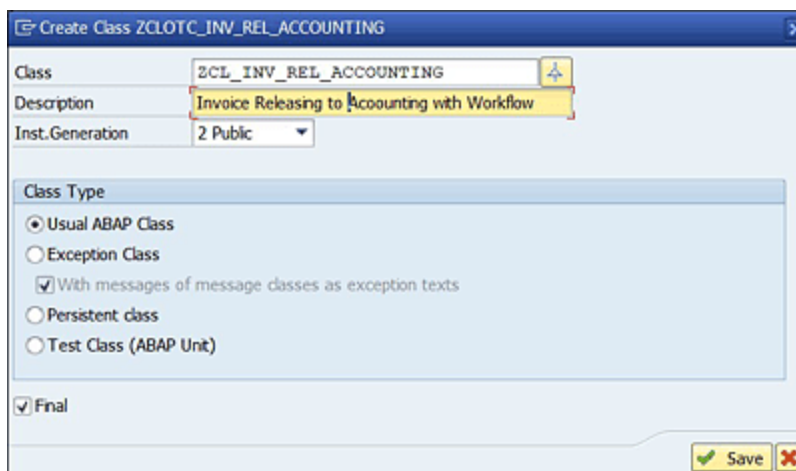 Create Class ZCLOTC_INV_REL_ACCOUNTING
Class ZCL_INV_REL_ACCOUNTING
Description Invoice Releasing to Acoounting with Workflow
Inst.Generation 2 Public
Class Type
Usual ABAP Class
Exception Class
With messages of message classes as exception texts
Persistent class
Test Class (ABAP Unit)
Final
Save